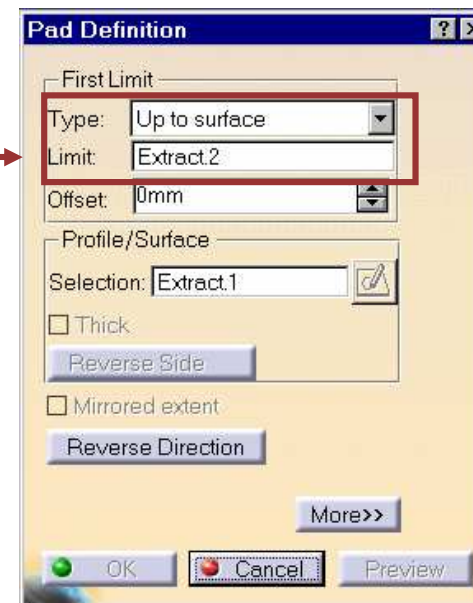 Pad Definition
First Limit
Type: Up to surface
Limit: Extract.2
Offset: 0mm
Profile/Surface
Selection: Extract.1
Thick
Reverse Side
Mirrored extent
Reverse Direction
More>>
OK Cancel Preview